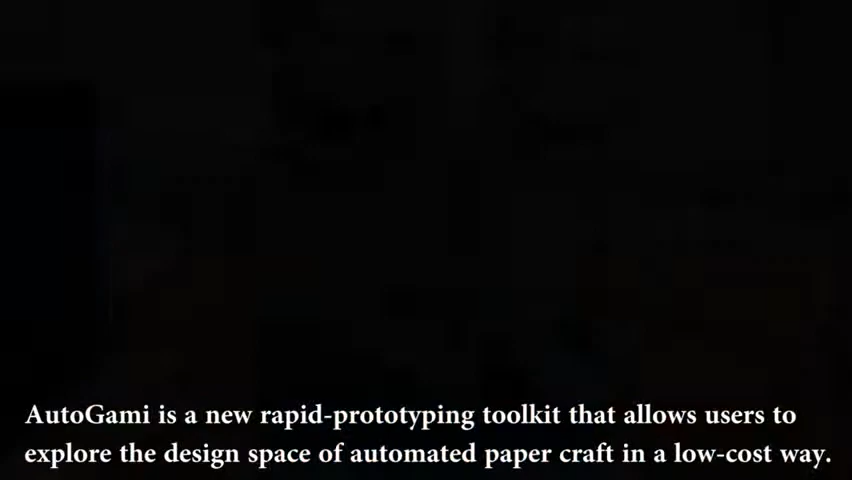 AutoGami is a new rapid-prototyping toolkit that allows users to
explore the design space of automated paper craft in a low-cost way.